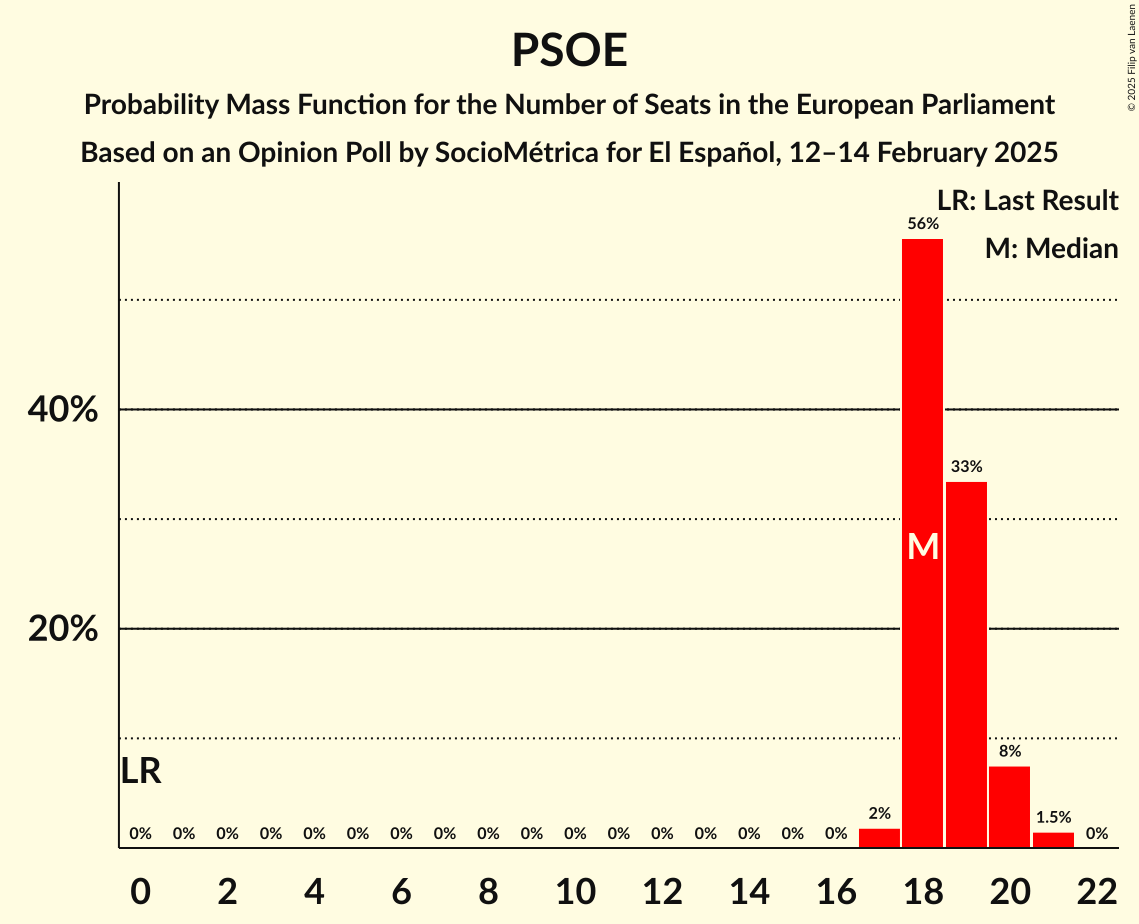 PSOE
Probability Mass Function for the Number of Seats in the European Parliament
Based on an Opinion Poll by SocioMétrica for El Español, 12–14 February 2025
© 2025 Filip van Laenen
LR: Last Result
M: Median
56%
40%
33%
M
20%
8%
LR
2%
1.5%
0% 0% 0% 0% 0% 0% 0% 0% 0% 0% 0% 0% 0% 0% 0% 0% 0% 0%
0 2 4 6 8 10 12 14 16 18 20 22